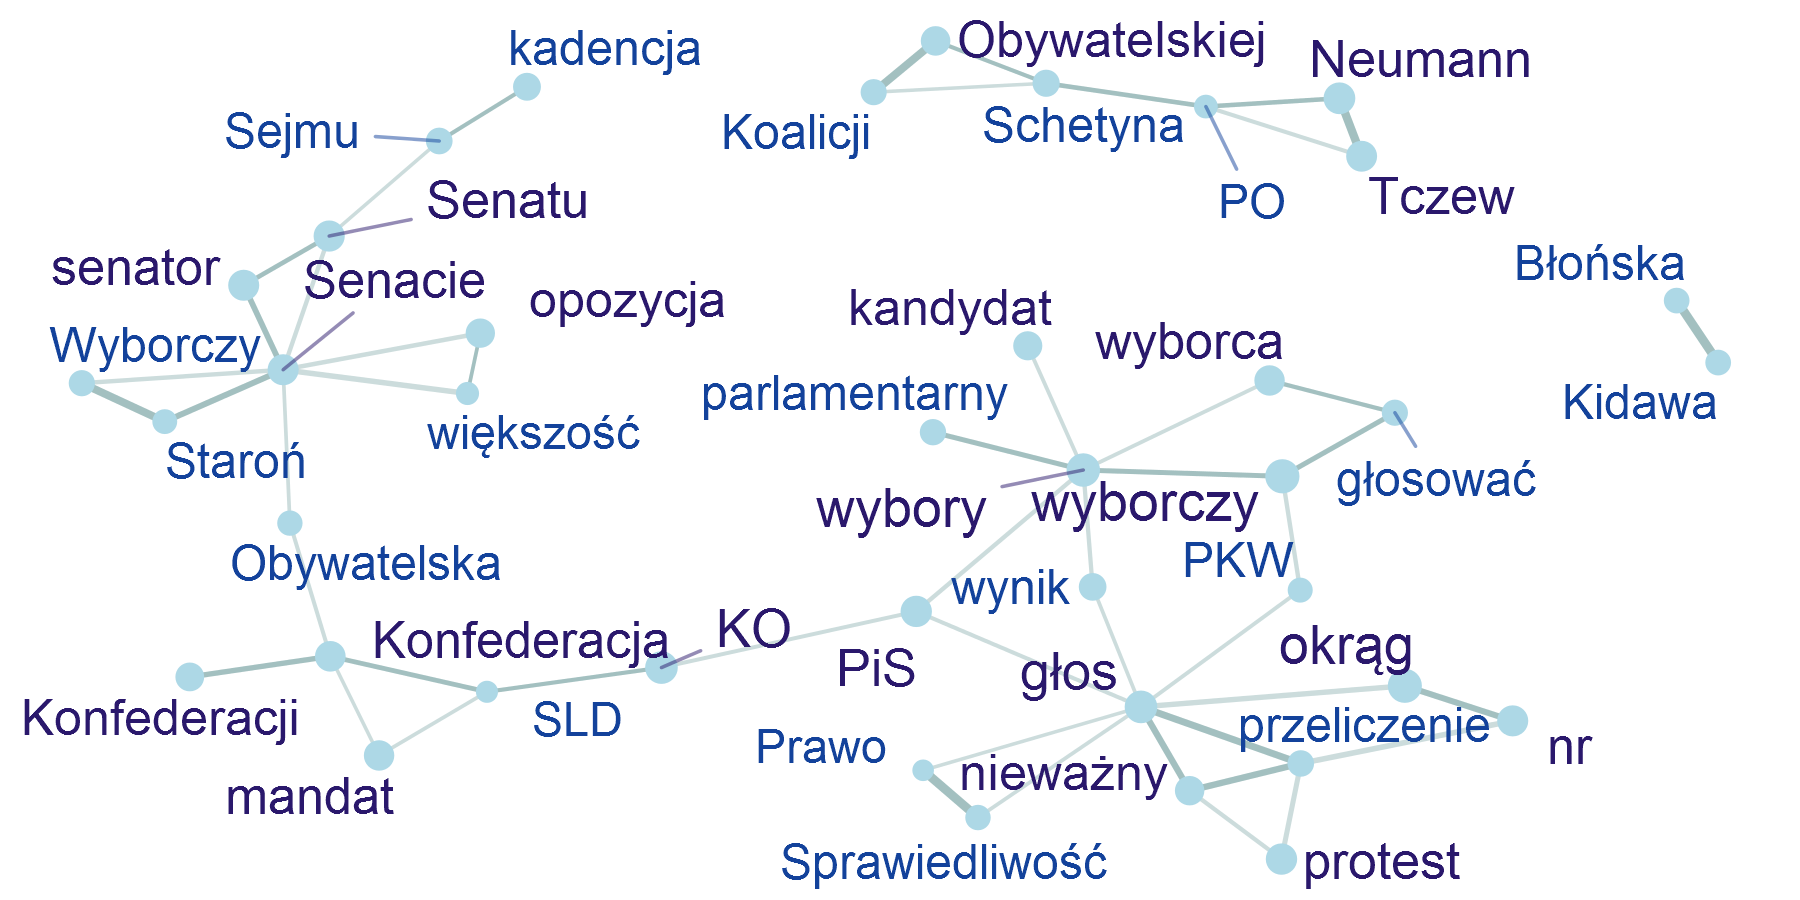 kadencja
Obywatelskiej
Neumann
Sejmu
Koalicji
Schetyna
PO
Tczew
Senatu
senator
Senacie
opozycja
Wyborczy
większość
Staroń
kandydat
wyborca
Błońska
Kidawa
parlamentarny
głosować
wybory
wyborczy
PKW
wynik
Obywatelska
Konfederacja
KO
PiS
głos
okrąg
Konfederacji
SLD
mandat
Prawo
przeliczenie
nr
nieważny
Sprawiedliwość
protest